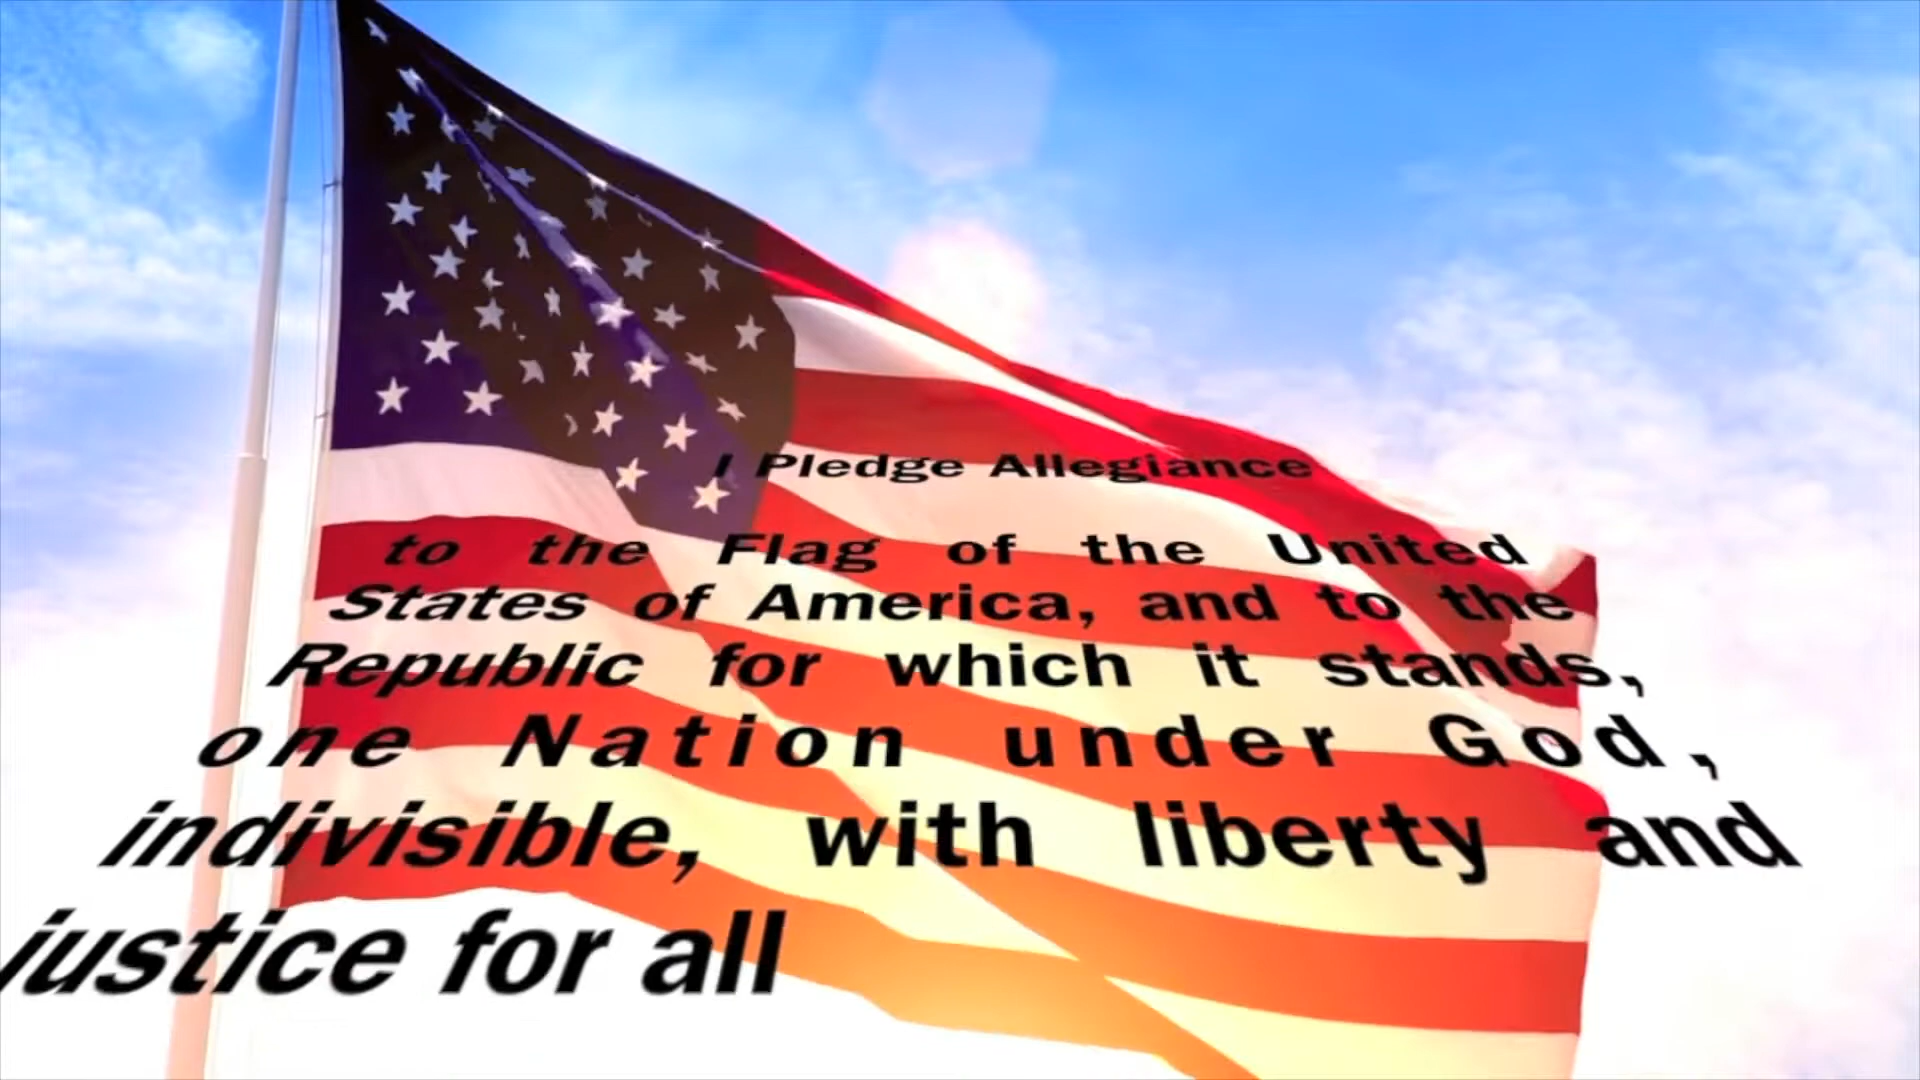 I Pledge Allegiance
to the Flag of the United
States of America, and to the
Republic for which it stands,
one Nation under God,
indivisible, with liberty and
justice for all